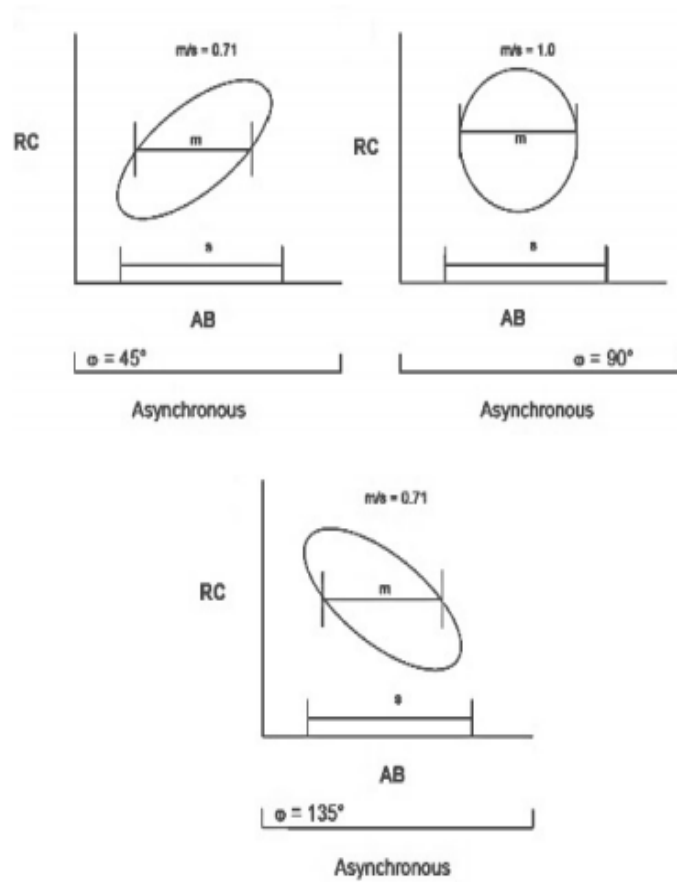 m/s = 0.71
RC
m
s
AB
φ = 45°
Asynchronous
m/s = 1.0
RC
m
s
AB
φ = 90°
Asynchronous
m/s = 0.71
RC
m
s
AB
φ = 135°
Asynchronous